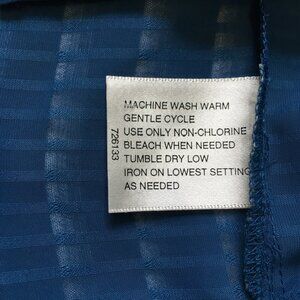 MACHINE WASH WARM
GENTLE CYCLE
USE ONLY NON-CHLORINE
BLEACH WHEN NEEDED
TUMBLE DRY LOW
IRON ON LOWEST SETTING
AS NEEDED
726133